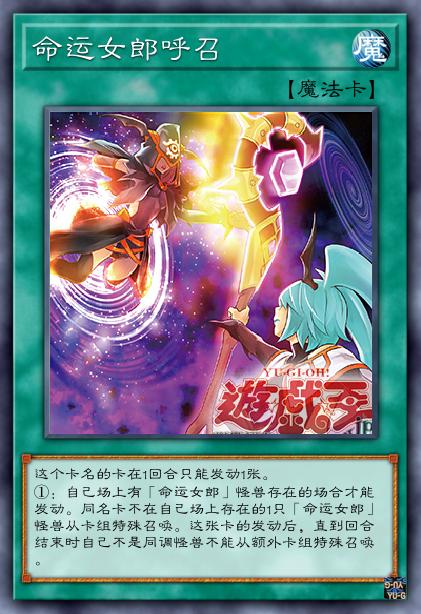 命运女郎呼召
魔
【魔法卡】
YU-GI-OH!
遊戯王
.jp
这个卡名的卡在1回合只能发动1张。
①：自己场上有「命运女郎」怪兽存在的场合才能
发动。同名卡不在自己场上存在的1只「命运女郎」
怪兽从卡组特殊召唤。这张卡的发动后，直到回合
结束时自己不是同调怪兽不能从额外卡组特殊召唤
。